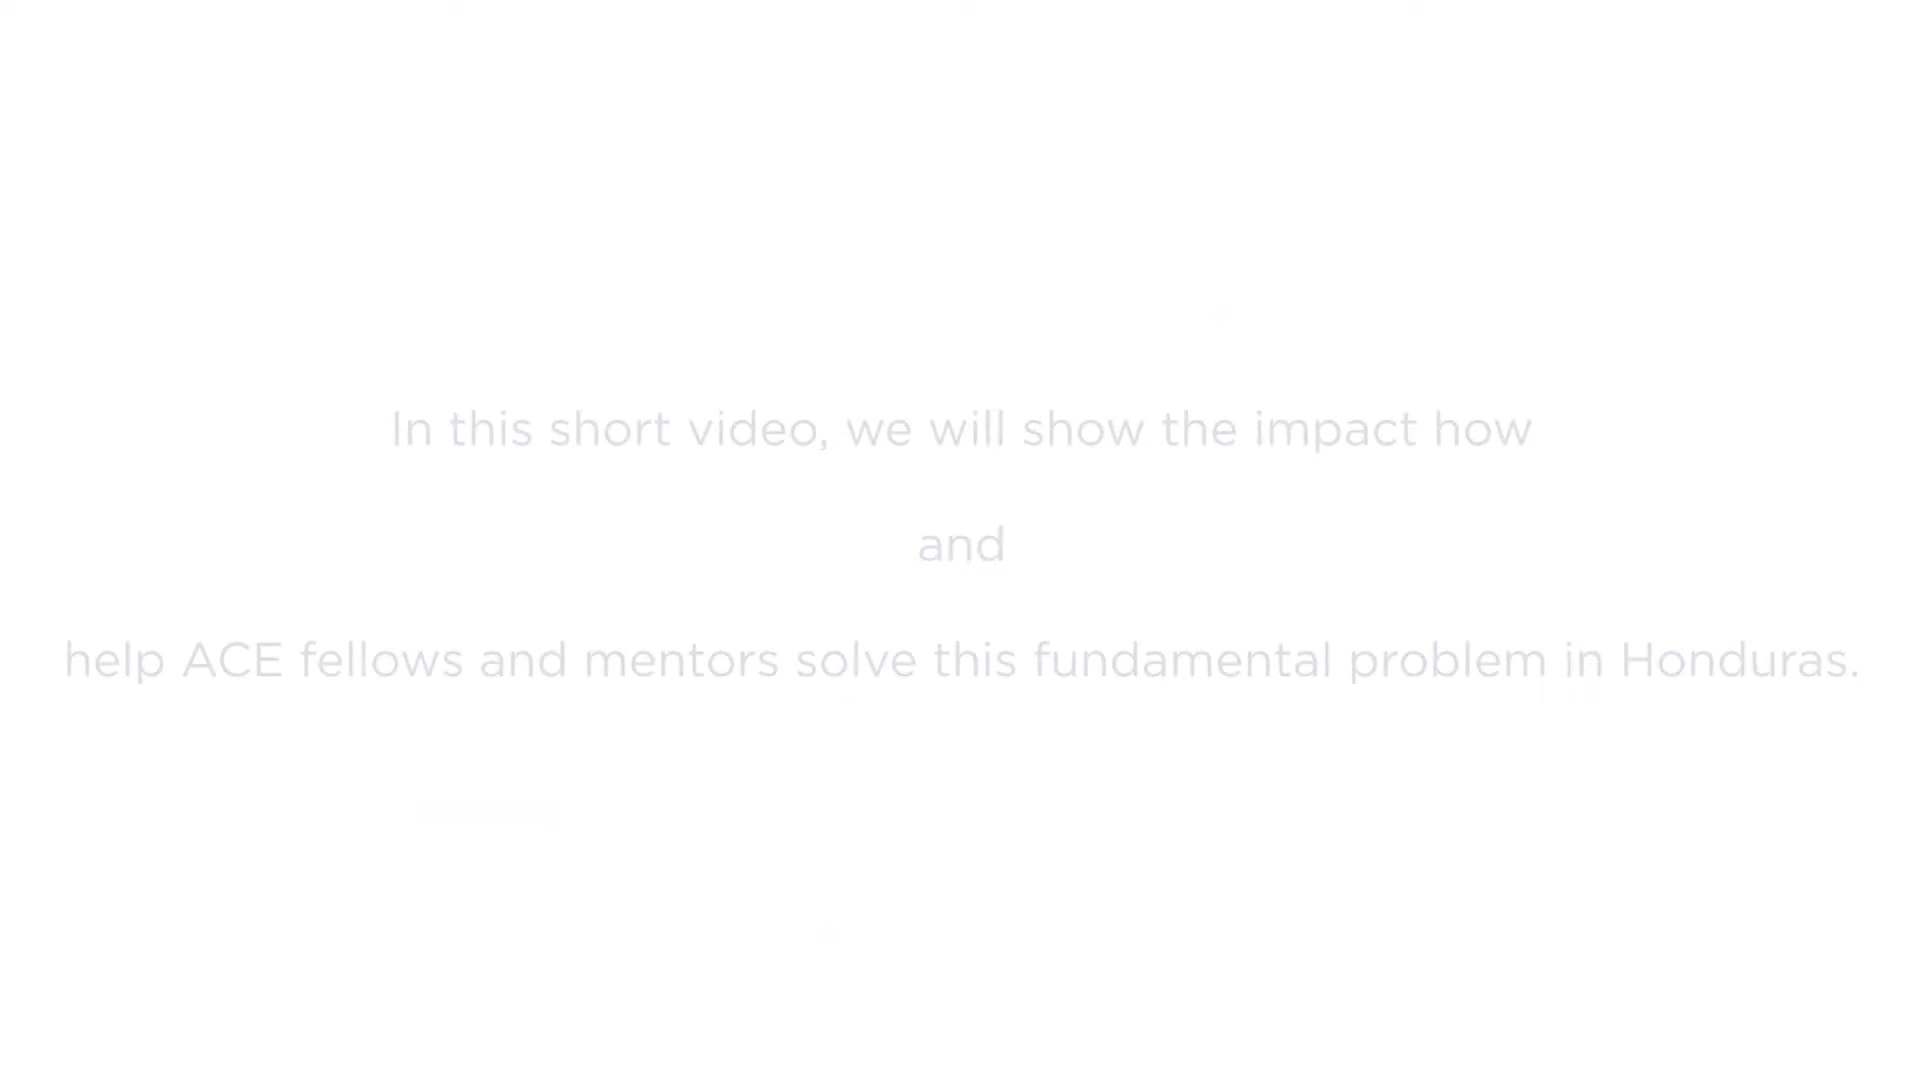 In this short video, we will show the impact how
and
help ACE fellows and mentors solve this fundamental problem in Honduras.